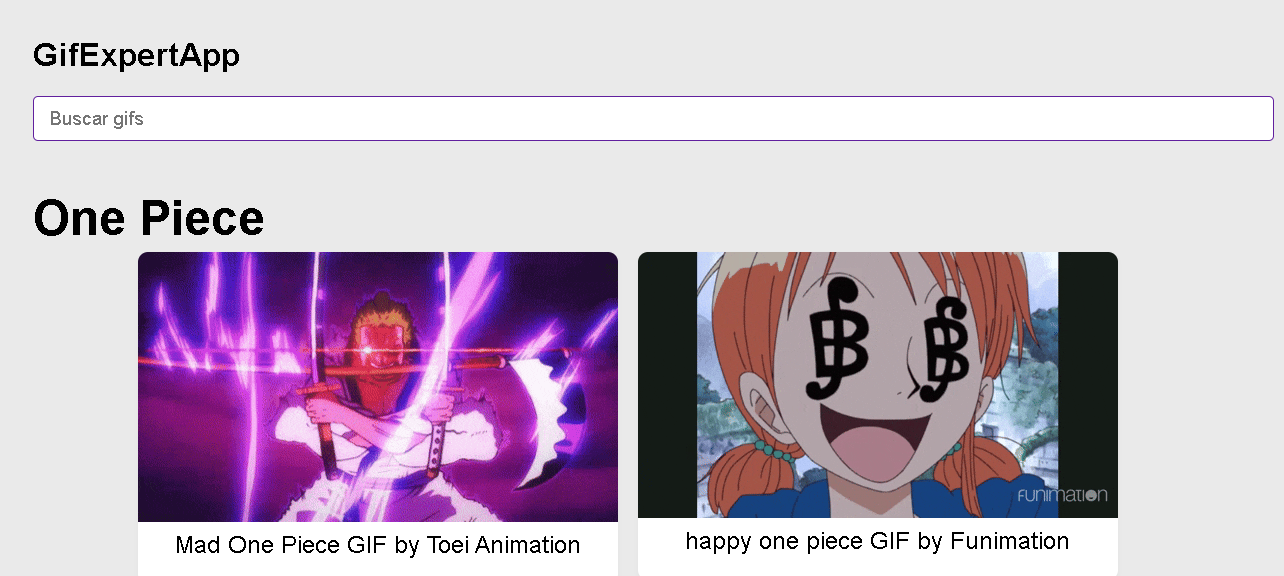 GifExpertApp
Buscar gifs
One Piece
FUNIMATION
Mad One Piece GIF by Toei Animation
happy one piece GIF by Funimation